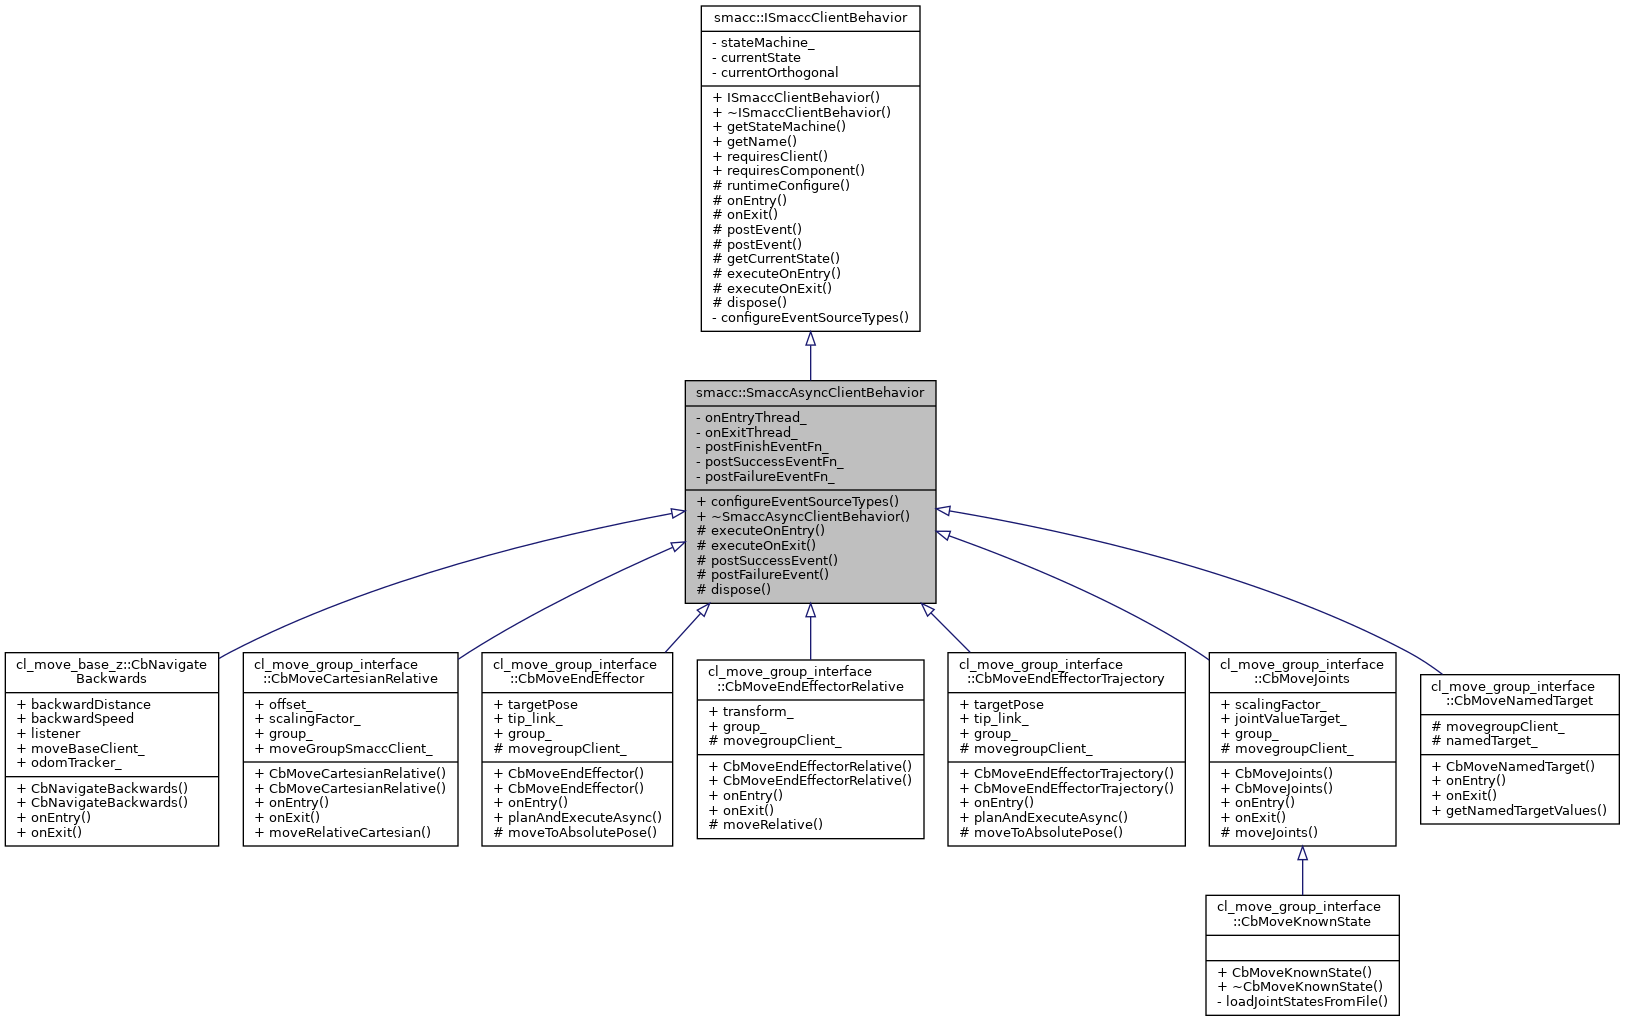 smacc::ISmaccClientBehavior
- stateMachine_
- currentState
- currentOrthogonal
+ ISmaccClientBehavior()
+ ~ISmaccClientBehavior()
+ getStateMachine()
+ getName()
+ requiresClient()
+ requiresComponent()
# runtimeConfigure()
# onEntry()
# onExit()
# postEvent()
# postEvent()
# getCurrentState()
# executeOnEntry()
# executeOnExit()
# dispose()
- configureEventSourceTypes()
smacc::SmaccAsyncClientBehavior
- onEntryThread_
- onExitThread_
- postFinishEventFn_
- postSuccessEventFn_
- postFailureEventFn_
+ configureEventSourceTypes()
+ ~SmaccAsyncClientBehavior()
# executeOnEntry()
# executeOnExit()
# postSuccessEvent()
# postFailureEvent()
# dispose()
cl_move_base_z::CbNavigate
Backwards
+ backwardDistance
+ backwardSpeed
+ listener
+ moveBaseClient_
+ odomTracker_
+ CbNavigateBackwards()
+ CbNavigateBackwards()
+ onEntry()
+ onExit()
cl_move_group_interface
::CbMoveCartesianRelative
+ offset_
+ scalingFactor_
+ group_
+ moveGroupSmaccClient_
+ CbMoveCartesianRelative()
+ CbMoveCartesianRelative()
+ onEntry()
+ onExit()
+ moveRelativeCartesian()
cl_move_group_interface
::CbMoveEndEffector
+ targetPose
+ tip_link_
+ group_
# movegroupClient_
+ CbMoveEndEffector()
+ CbMoveEndEffector()
+ onEntry()
+ planAndExecuteAsync()
# moveToAbsolutePose()
cl_move_group_interface
::CbMoveEndEffectorRelative
+ transform_
+ group_
# movegroupClient_
+ CbMoveEndEffectorRelative()
+ CbMoveEndEffectorRelative()
+ onEntry()
+ onExit()
# moveRelative()
cl_move_group_interface
::CbMoveEndEffectorTrajectory
+ targetPose
+ tip_link_
+ group_
# movegroupClient_
+ CbMoveEndEffectorTrajectory()
+ CbMoveEndEffectorTrajectory()
+ onEntry()
+ planAndExecuteAsync()
# moveToAbsolutePose()
cl_move_group_interface
::CbMoveJoints
+ scalingFactor_
+ jointValueTarget_
+ group_
# movegroupClient_
+ CbMoveJoints()
+ CbMoveJoints()
+ onEntry()
+ onExit()
# moveJoints()
cl_move_group_interface
::CbMoveNamedTarget
# movegroupClient_
# namedTarget_
+ CbMoveNamedTarget()
+ onEntry()
+ onExit()
+ getNamedTargetValues()
cl_move_group_interface
::CbMoveKnownState
+ CbMoveKnownState()
+ ~CbMoveKnownState()
- loadJointStatesFromFile()